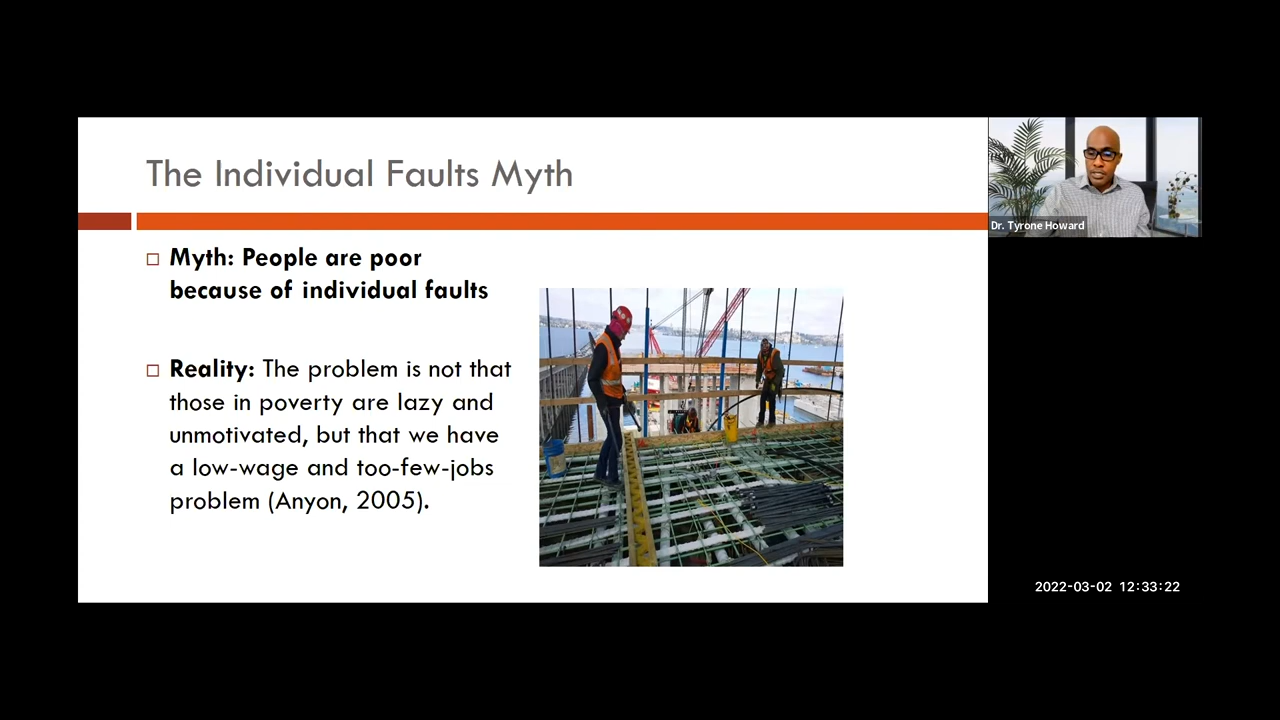 The Individual Faults Myth
Myth: People are poor
because of individual faults
Reality: The problem is not that
those in poverty are lazy and
unmotivated, but that we have
a low-wage and too-few-jobs
problem (Anyon, 2005).
Dr. Tyrone Howard
2022-03-02 12:33:22